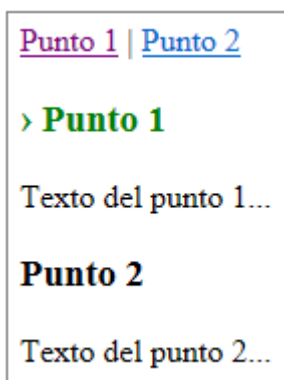 Punto 1 | Punto 2
› Punto 1
Texto del punto 1...
Punto 2
Texto del punto 2...